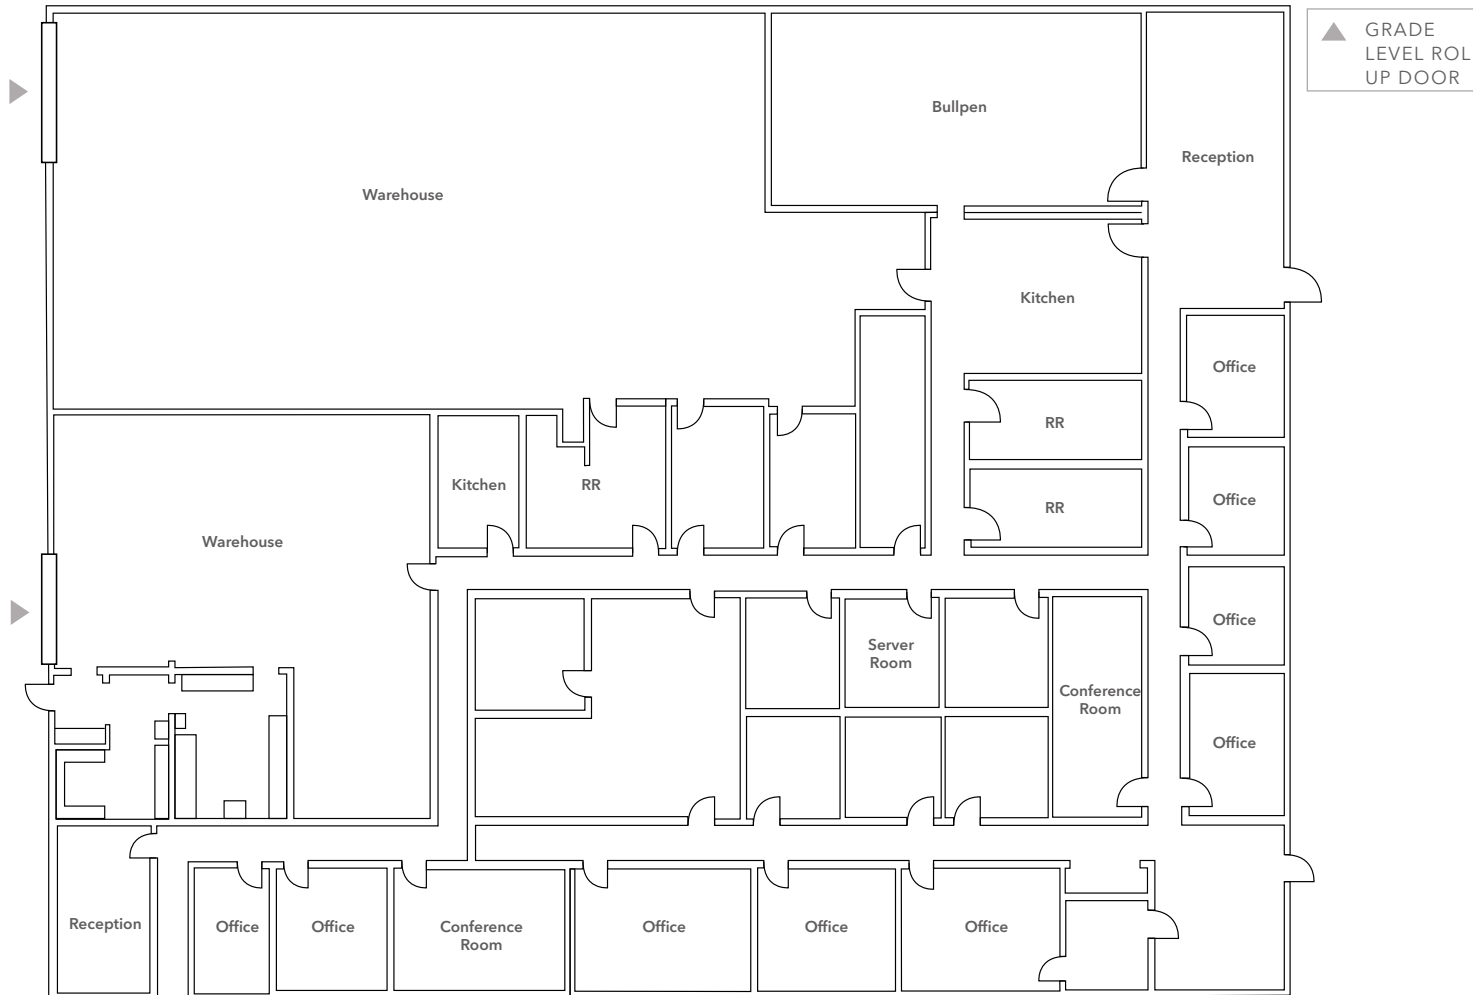 GRADE
LEVEL ROL
UP DOOR
Bullpen
Reception
Warehouse
Kitchen
Office
RR
Kitchen
RR
Office
RR
Warehouse
Office
Server
Room
Conference
Room
Office
Reception
Office
Office
Conference
Room
Office
Office
Office